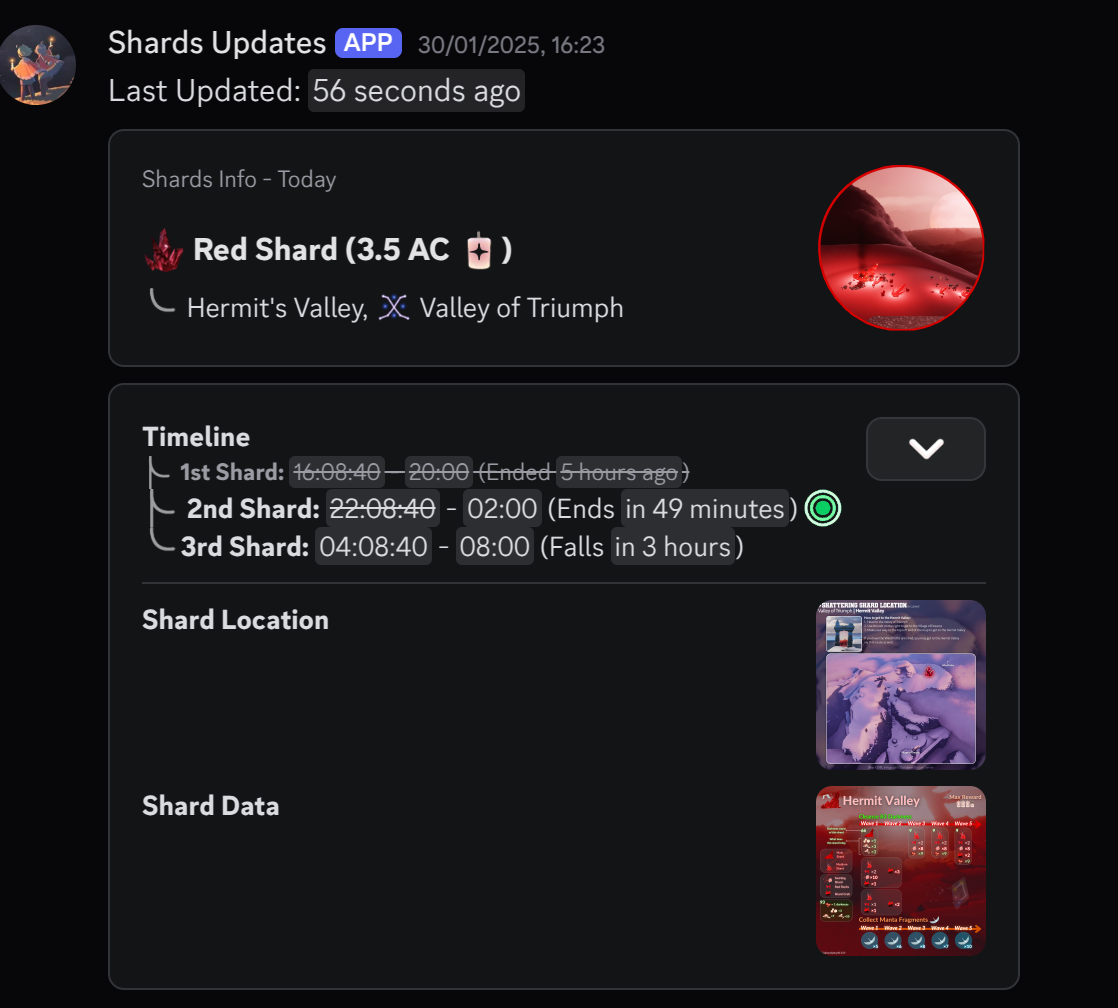 Shards Updates APP 30/01/2025, 16:23
Last Updated: 56 seconds ago
Shards Info - Today
Red Shard (3.5 AC )
Hermit's Valley, Valley of Triumph
Timeline
1st Shard: 16:08:40 - 20:00 (Ended 5 hours ago)
2nd Shard: 22:08:40 - 02:00 (Ends in 49 minutes)
3rd Shard: 04:08:40 - 08:00 (Falls in 3 hours)
Shard Location
SHATTERING SHARD LOCATION
Valley of Triumph | Hermit Valley
Shard Data
Hermit Valley
Max Reward
Wave 1 Wave 2 Wave 3 Wave 4 Wave 5
Collect Manta Fragments
Wave 1 Wave 2 Wave 3 Wave 4 Wave 5